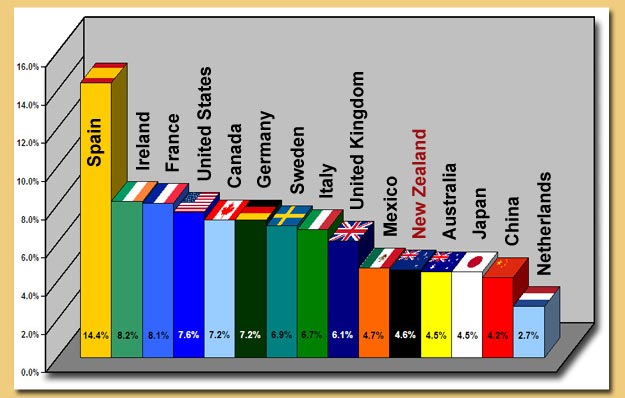 16.0%
14.0%
12.0%
10.0%
8.0%
6.0%
4.0%
2.0%
0.0%
Spain
Ireland
France
United States
Canada
Germany
Sweden
Italy
United Kingdom
Mexico
New Zealand
Australia
Japan
China
Netherlands
14.4%
8.2%
8.1%
7.6%
7.2%
7.2%
6.9%
6.7%
6.1%
4.7%
4.6%
4.5%
4.5%
4.2%
2.7%